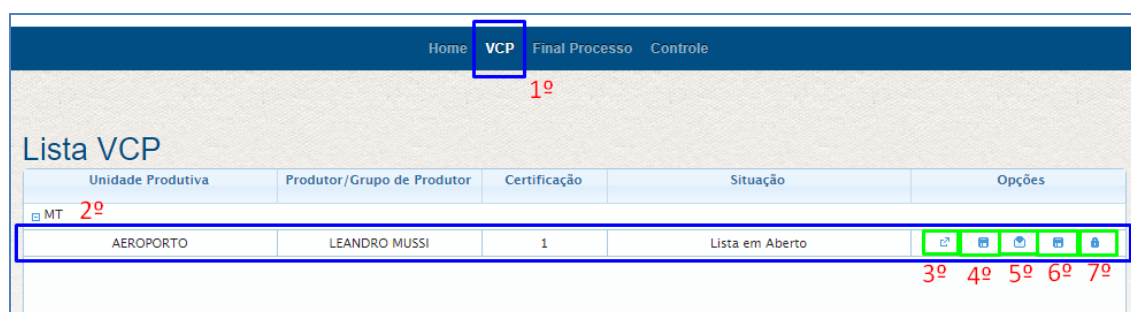 Home VCP Final Processo Controle
1º
Lista VCP
Unidade Produtiva Produtor/Grupo de Produtor Certificação Situação Opções
MT 2º
AEROPORTO LEANDRO MUSSI 1 Lista em Aberto
3º 4º 5º 6º 7º